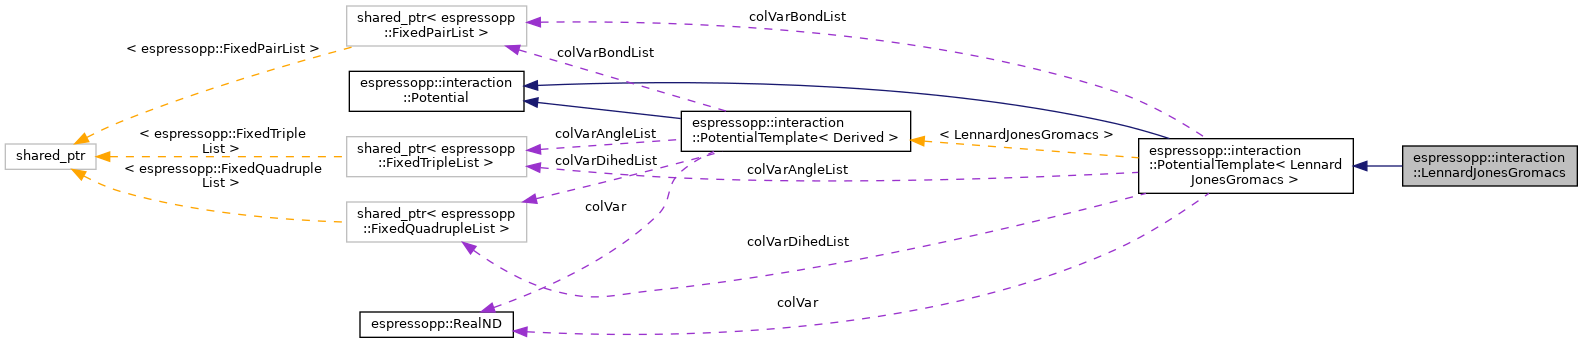 shared_ptr< espressopp
::FixedPairList >
colVarBondList
< espressopp::FixedPairList >
colVarBondList
espressopp::interaction
::Potential
espressopp::interaction
::PotentialTemplate< Derived >
< espressopp::FixedTriple
List >
shared_ptr< espressopp
::FixedTripleList >
colVarAngleList
< LennardJonesGromacs >
shared_ptr
colVarDihedList
colVarAngleList
espressopp::interaction
::PotentialTemplate< Lennard
JonesGromacs >
espressopp::interaction
::LennardJonesGromacs
< espressopp::FixedQuadruple
List >
shared_ptr< espressopp
::FixedQuadrupleList >
colVar
colVarDihedList
colVar
espressopp::RealND